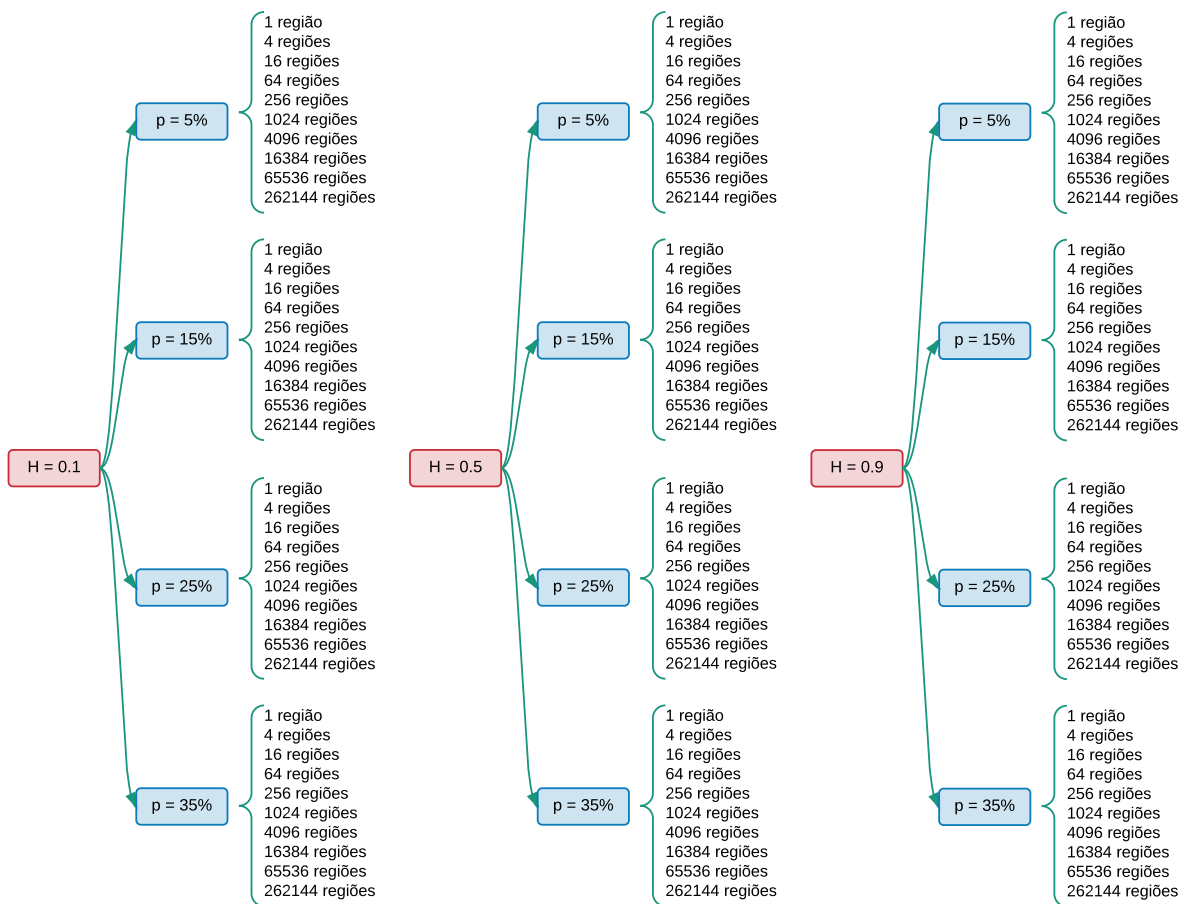 H = 0.1
p = 5%
1 região
4 regiões
16 regiões
64 regiões
256 regiões
1024 regiões
4096 regiões
16384 regiões
65536 regiões
262144 regiões
p = 15%
1 região
4 regiões
16 regiões
64 regiões
256 regiões
1024 regiões
4096 regiões
16384 regiões
65536 regiões
262144 regiões
p = 25%
1 região
4 regiões
16 regiões
64 regiões
256 regiões
1024 regiões
4096 regiões
16384 regiões
65536 regiões
262144 regiões
p = 35%
1 região
4 regiões
16 regiões
64 regiões
256 regiões
1024 regiões
4096 regiões
16384 regiões
65536 regiões
262144 regiões
H = 0.5
p = 5%
1 região
4 regiões
16 regiões
64 regiões
256 regiões
1024 regiões
4096 regiões
16384 regiões
65536 regiões
262144 regiões
p = 15%
1 região
4 regiões
16 regiões
64 regiões
256 regiões
1024 regiões
4096 regiões
16384 regiões
65536 regiões
262144 regiões
p = 25%
1 região
4 regiões
16 regiões
64 regiões
256 regiões
1024 regiões
4096 regiões
16384 regiões
65536 regiões
262144 regiões
p = 35%
1 região
4 regiões
16 regiões
64 regiões
256 regiões
1024 regiões
4096 regiões
16384 regiões
65536 regiões
262144 regiões
H = 0.9
p = 5%
1 região
4 regiões
16 regiões
64 regiões
256 regiões
1024 regiões
4096 regiões
16384 regiões
65536 regiões
262144 regiões
p = 15%
1 região
4 regiões
16 regiões
64 regiões
256 regiões
1024 regiões
4096 regiões
16384 regiões
65536 regiões
262144 regiões
p = 25%
1 região
4 regiões
16 regiões
64 regiões
256 regiões
1024 regiões
4096 regiões
16384 regiões
65536 regiões
262144 regiões
p = 35%
1 região
4 regiões
16 regiões
64 regiões
256 regiões
1024 regiões
4096 regiões
16384 regiões
65536 regiões
262144 regiões